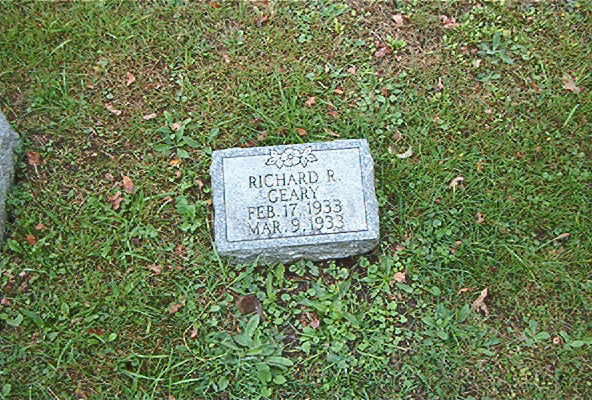 RICHARD R.
GEARY
FEB. 17, 1933
MAR. 9, 1933